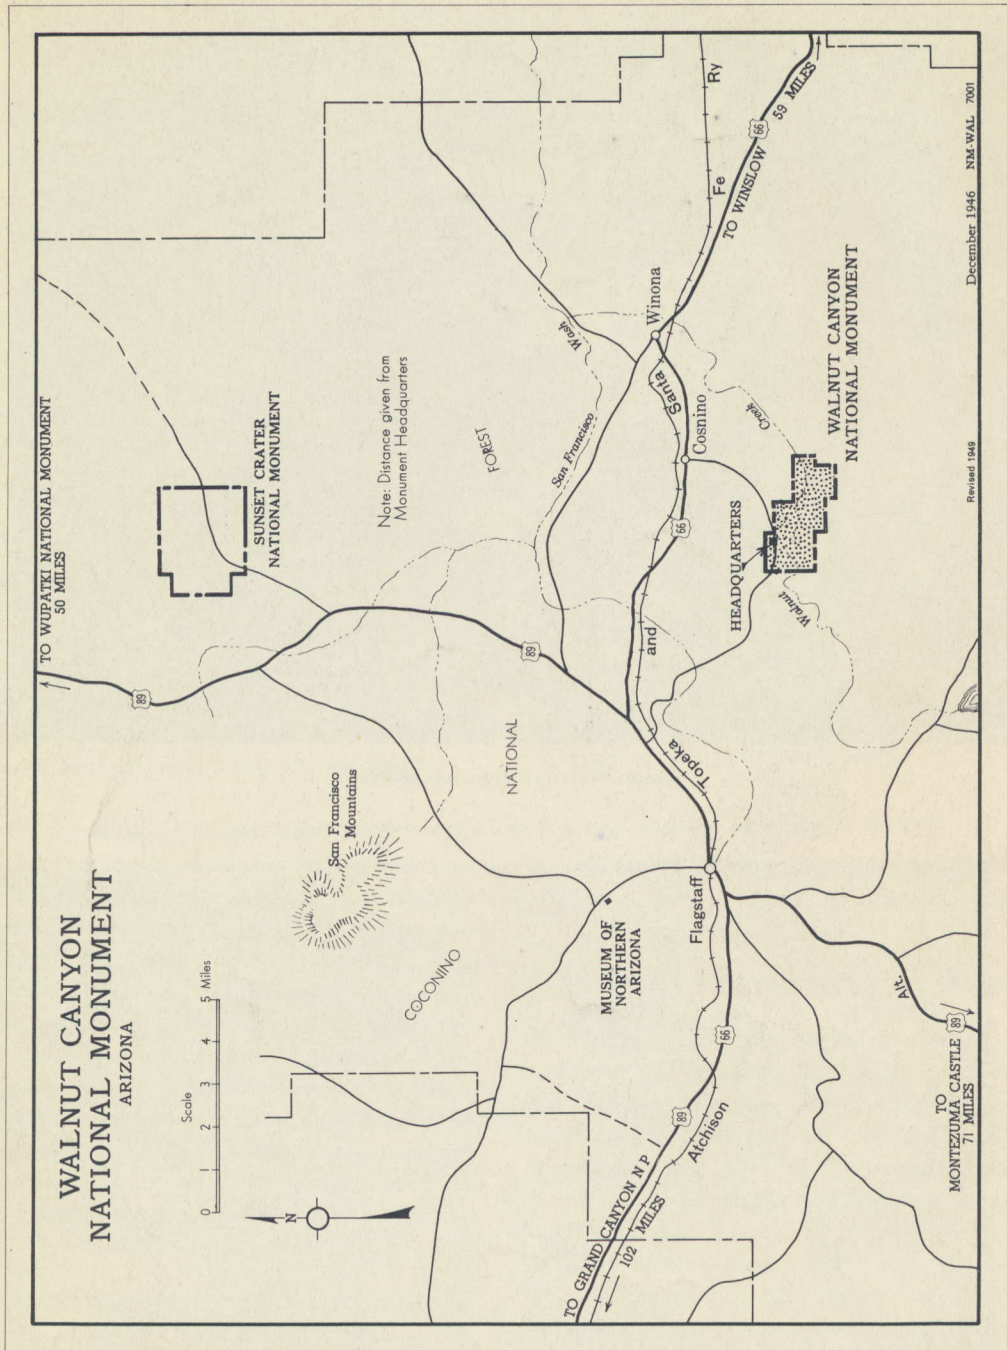 WALNUT CANYON
NATIONAL MONUMENT
ARIZONA
Scale
0 1 2 3 4 5 Miles
N
TO WUPATKI NATIONAL MONUMENT
50 MILES
89
SUNSET CRATER
NATIONAL MONUMENT
San Francisco
Mountains
Note: Distance given from
Monument Headquarters
COCONINO
NATIONAL
FOREST
89
San Francisco
Wash
MUSEUM OF
NORTHERN
ARIZONA
Flagstaff
TO GRAND CANYON N P
102 MILES
89
66
Atchison
Topeka
and
Santa
Fe
Ry
66
Cosnino
Winona
TO WINSLOW
66
59 MILES
HEADQUARTERS
Walnut
Creek
WALNUT CANYON
NATIONAL MONUMENT
Alt.
89
TO
MONTEZUMA CASTLE
71 MILES
Revised 1949
December 1946 NM-WAL 7001